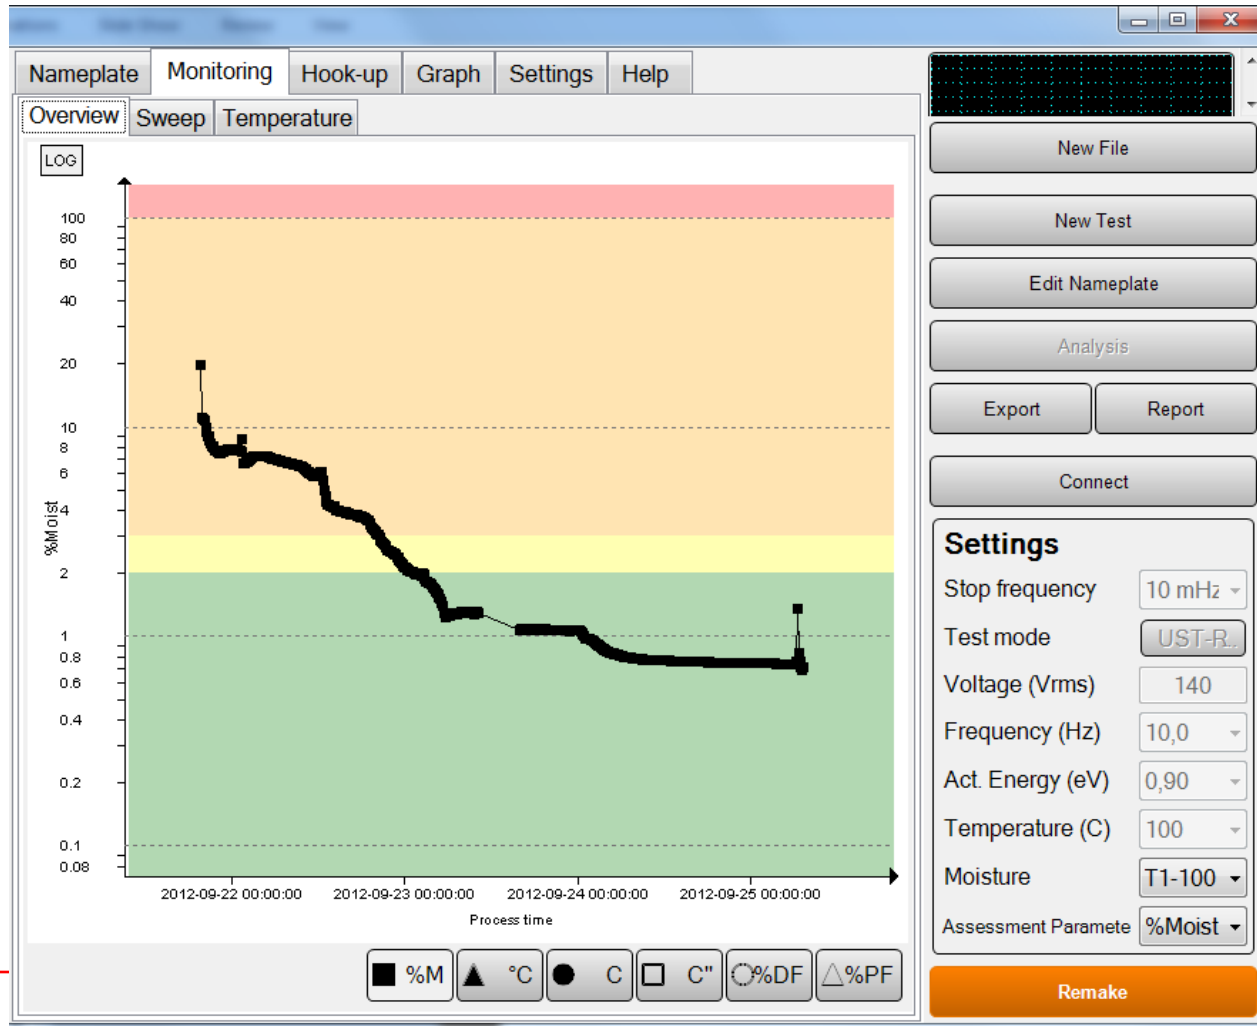 Nameplate Monitoring Hook-up Graph Settings Help
Overview Sweep Temperature
LOG
100
80
60
40
20
10
8
6
4
2
1
0.8
0.6
0.4
0.2
0.1
0.08
%Moist
2012-09-22 00:00:00 2012-09-23 00:00:00 2012-09-24 00:00:00 2012-09-25 00:00:00
Process time
%M °C C C" %DF %PF
New File
New Test
Edit Nameplate
Analysis
Export Report
Connect
Settings
Stop frequency 10 mHz
Test mode UST-R..
Voltage (Vrms) 140
Frequency (Hz) 10,0
Act. Energy (eV) 0,90
Temperature (C) 100
Moisture T1-100
Assessment Paramete %Moist
Remake